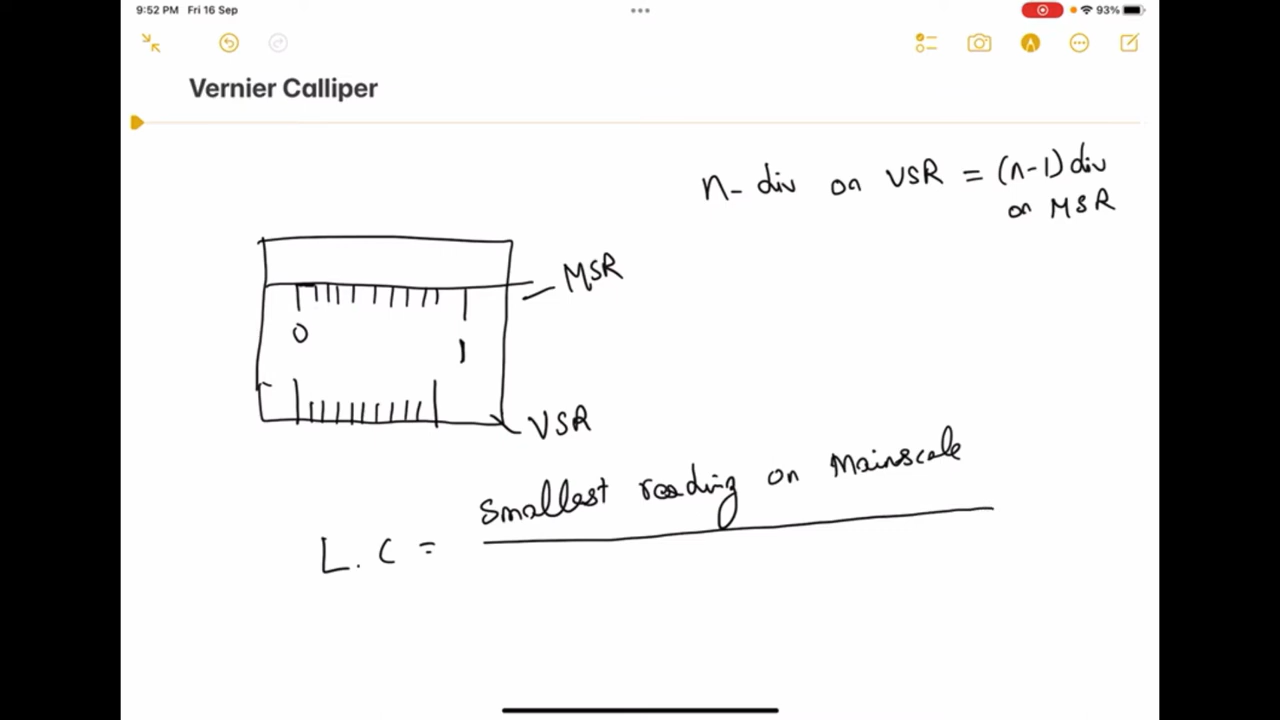 9:52 PM Fri 16 Sep
93%
Vernier Calliper
n- div on VSR = (n-1) div
on MSR
MSR
0 1
VSR
Smallest reading on Mainscale
L.C =